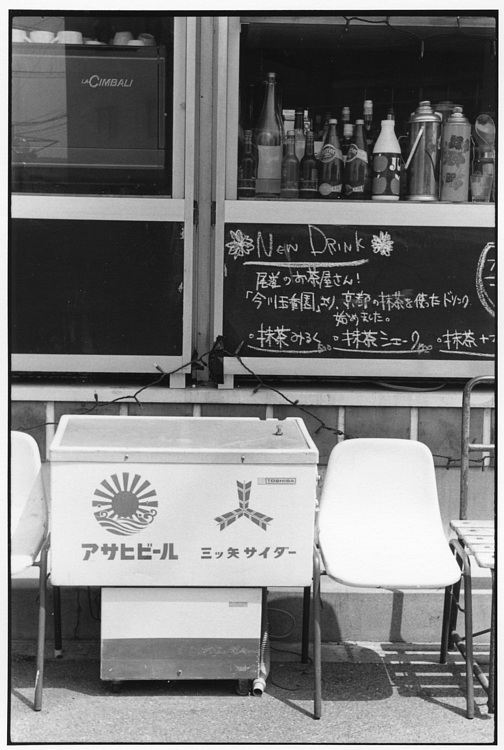 LA CIMBALI
NEW DRINK
尾道のお茶屋さん!
「今川玉香園」より、京都の抹茶を使ったドリンク
始めました。
○抹茶みるく ○抹茶シェーク ○抹茶
TOSHIBA
アサヒビール
三ツ矢サイダー